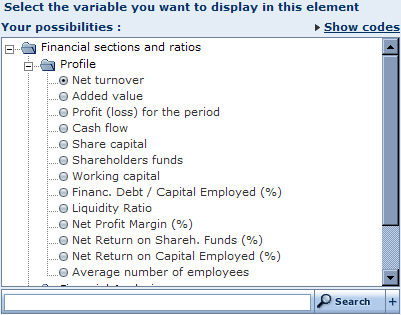 Select the variable you want to display in this element
Your possibilities : Show codes
Financial sections and ratios
Profile
Net turnover
Added value
Profit (loss) for the period
Cash flow
Share capital
Shareholders funds
Working capital
Financ. Debt / Capital Employed (%)
Liquidity Ratio
Net Profit Margin (%)
Net Return on Shareh. Funds (%)
Net Return on Capital Employed (%)
Average number of employees
Search +